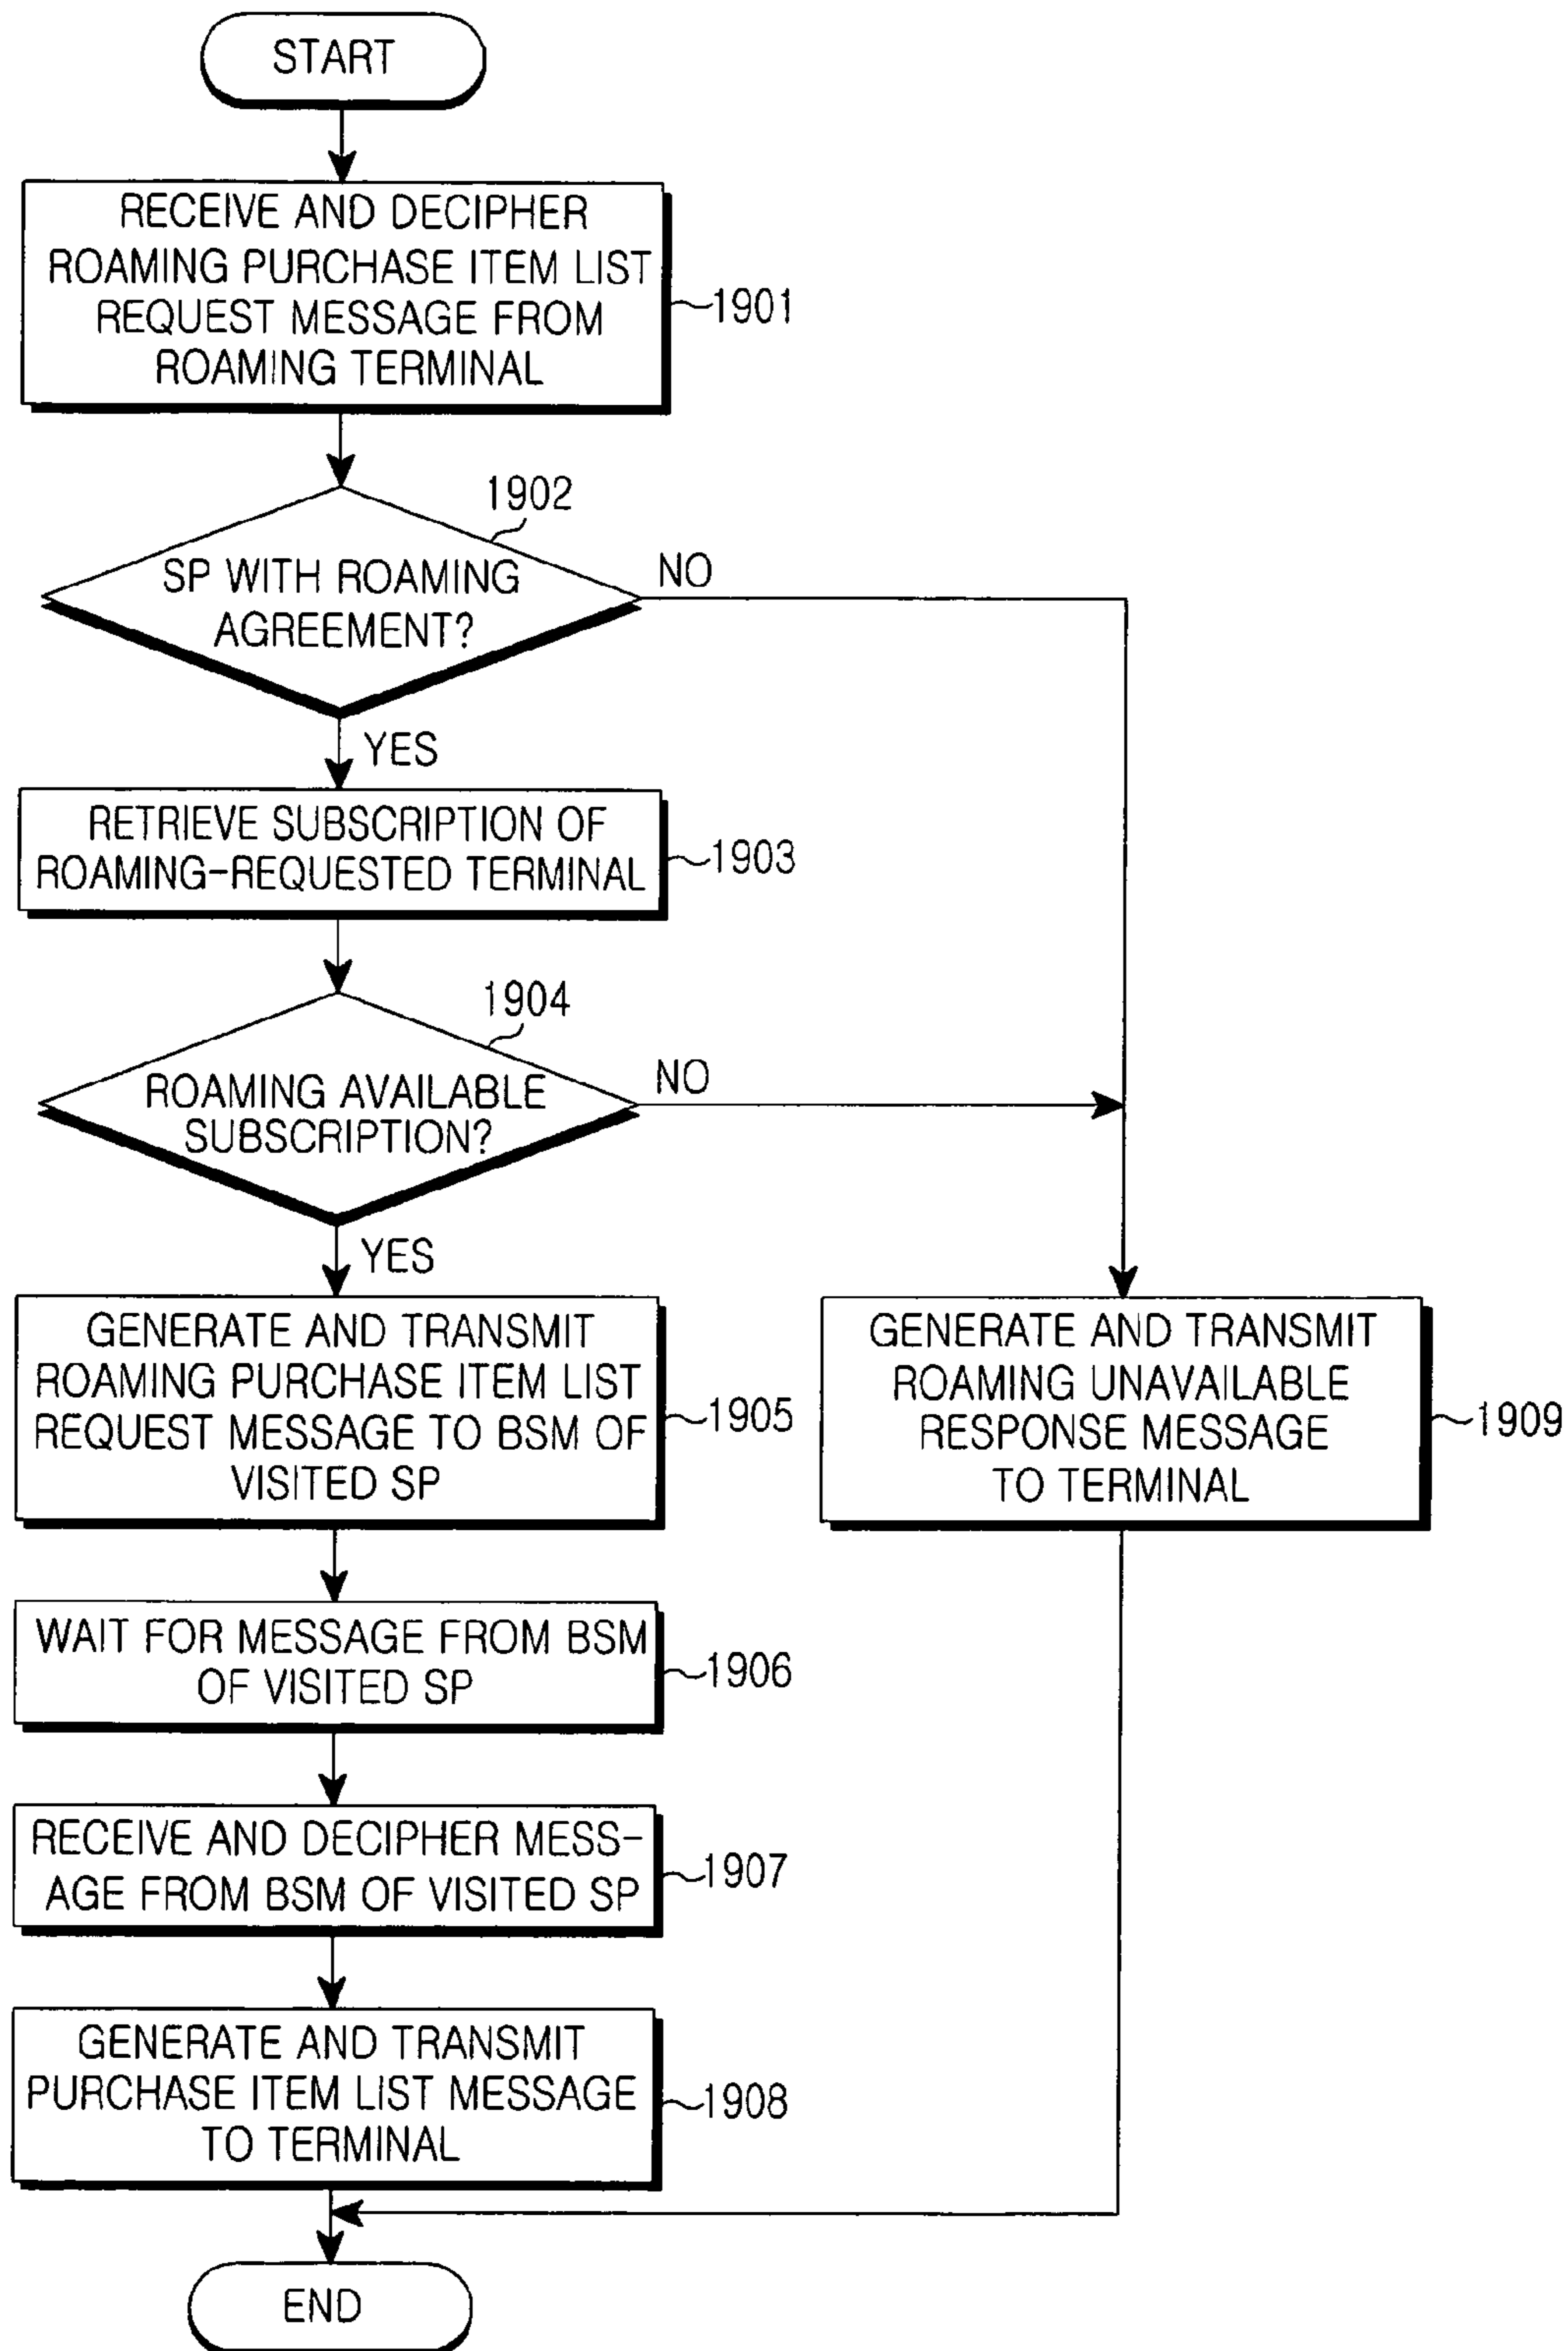 START
RECEIVE AND DECIPHER
ROAMING PURCHASE ITEM LIST
REQUEST MESSAGE FROM
ROAMING TERMINAL
1901
1902
SP WITH ROAMING
AGREEMENT?
NO
YES
RETRIEVE SUBSCRIPTION OF
ROAMING-REQUESTED TERMINAL
1903
1904
ROAMING AVAILABLE
SUBSCRIPTION?
NO
YES
GENERATE AND TRANSMIT
ROAMING PURCHASE ITEM LIST
REQUEST MESSAGE TO BSM OF
VISITED SP
1905
GENERATE AND TRANSMIT
ROAMING UNAVAILABLE
RESPONSE MESSAGE
TO TERMINAL
1909
WAIT FOR MESSAGE FROM BSM
OF VISITED SP
1906
RECEIVE AND DECIPHER MESS-
AGE FROM BSM OF VISITED SP
1907
GENERATE AND TRANSMIT
PURCHASE ITEM LIST MESSAGE
TO TERMINAL
1908
END